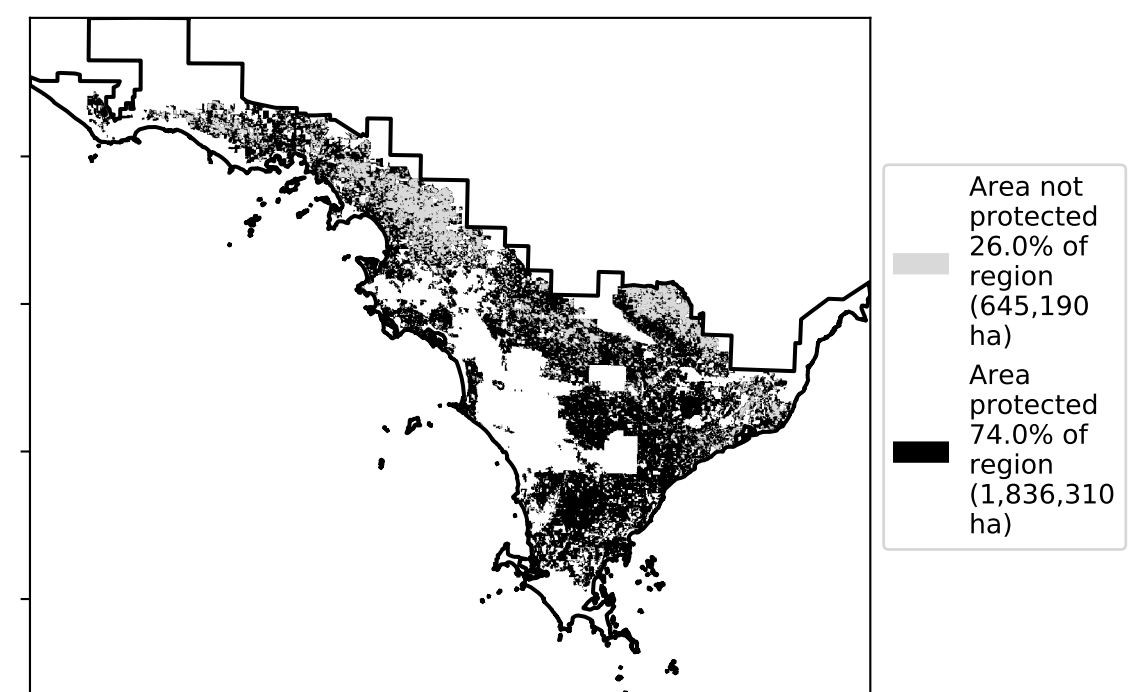 Area not
protected
26.0% of
region
(645,190
ha)
Area
protected
74.0% of
region
(1,836,310
ha)